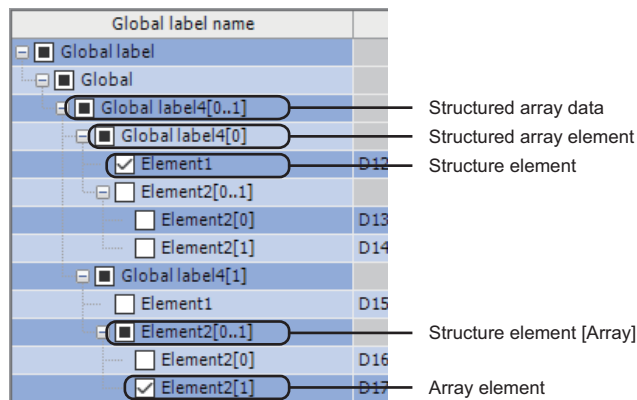 Global label name
Global label
Global
Global label4[0..1] Structured array data
Global label4[0] Structured array element
Element1 D12 Structure element
Element2[0..1]
Element2[0] D13
Element2[1] D14
Global label4[1]
Element1 D15
Element2[0..1] Structure element [Array]
Element2[0] D16
Element2[1] D17 Array element